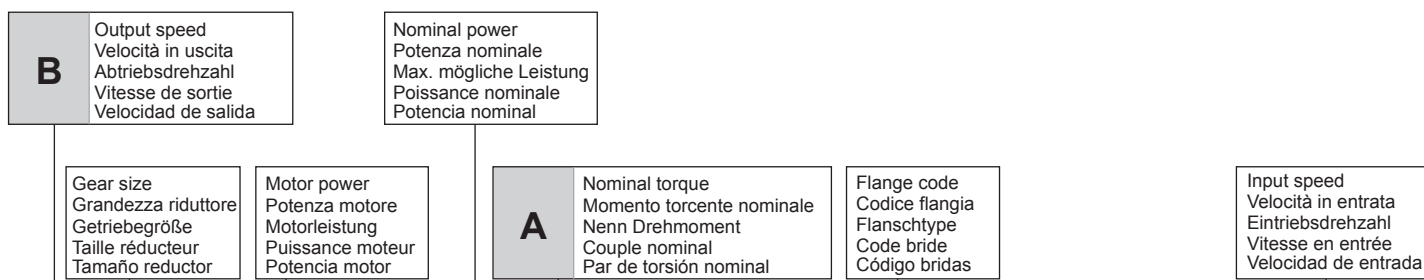 B
Output speed
Velocità in uscita
Abtriebsdrehzahl
Vitesse de sortie
Velocidad de salida
Nominal power
Potenza nominale
Max. mögliche Leistung
Poissance nominale
Potencia nominal
Gear size
Grandezza riduttore
Getriebegröße
Taille réducteur
Tamaño reductor
Motor power
Potenza motore
Motorleistung
Puissance moteur
Potencia motor
A
Nominal torque
Momento torcente nominale
Nenn Drehmoment
Couple nominal
Par de torsión nominal
Flange code
Codice flangia
Flanschtype
Code bride
Código bridas
Input speed
Velocità in entrata
Eintriebsdrehzahl
Vitesse en entrée
Velocidad de entrada